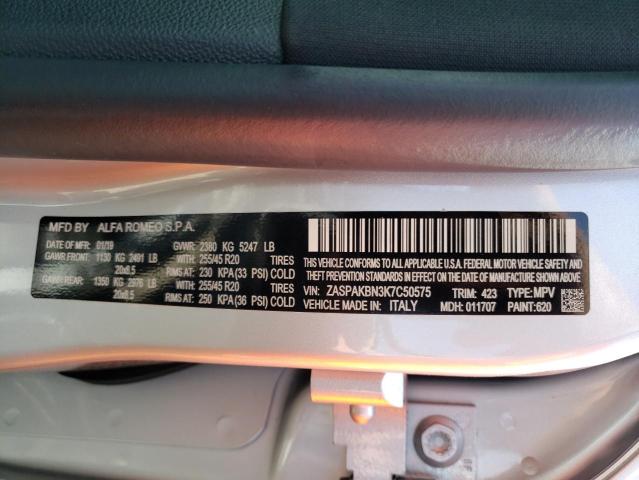 MFD BY ALFA ROMEO S.P.A.
DATE OF MFR: 01/19 GVWR: 2380 KG 5247 LB
GAWR FRONT: 1130 KG 2491 LB 255/45 R20 TIRES
20x8.5 RIMS AT: 230 KPA (33 PSI) COLD
GAWR REAR: 1350 KG 2976 LB 255/45 R20 TIRES
20x8.5 RIMS AT: 250 KPA (36 PSI) COLD
THIS VEHICLE CONFORMS TO ALL APPLICABLE U.S.A. FEDERAL MOTOR VEHICLE
SAFETY, BUMPER, AND THEFT PREVENTION STANDARDS IN EFFECT ON THE
DATE OF MANUFACTURE SHOWN ABOVE.
VIN: ZASPAKBN3K7C50575 TRIM: 423 TYPE: MPV
VEHICLE MADE IN: ITALY MDH: 011707 PAINT: 620